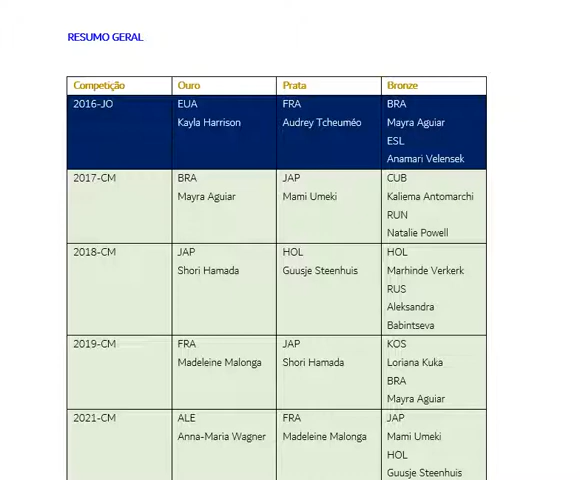 RESUMO GERAL
Competição Ouro Prata Bronze
2016-JO EUA FRA BRA
Kayla Harrison Audrey Tcheuméo Mayra Aguiar
ESL
Anamari Velensek
2017-CM BRA JAP CUB
Mayra Aguiar Mami Umeki Kaliema Antomarchi
RUN
Natalie Powell
2018-CM JAP HOL HOL
Shori Hamada Guusje Steenhuis Marhinde Verkerk
RUS
Aleksandra
Babintseva
2019-CM FRA JAP KOS
Madeleine Malonga Shori Hamada Loriana Kuka
BRA
Mayra Aguiar
2021-CM ALE FRA JAP
Anna-Maria Wagner Madeleine Malonga Mami Umeki
HOL
Guusje Steenhuis